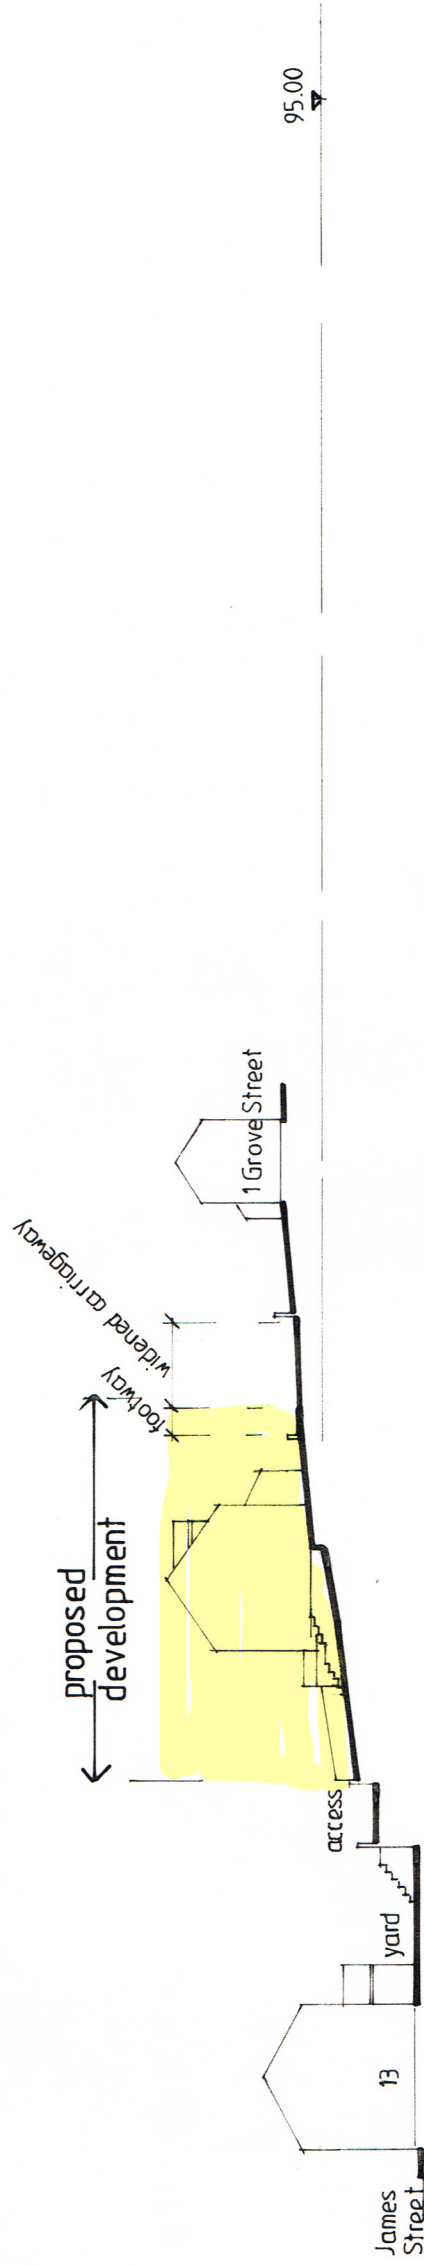 James
Street
13
yard
access
proposed
development
footway
widened carriageway
1 Grove Street
95.00